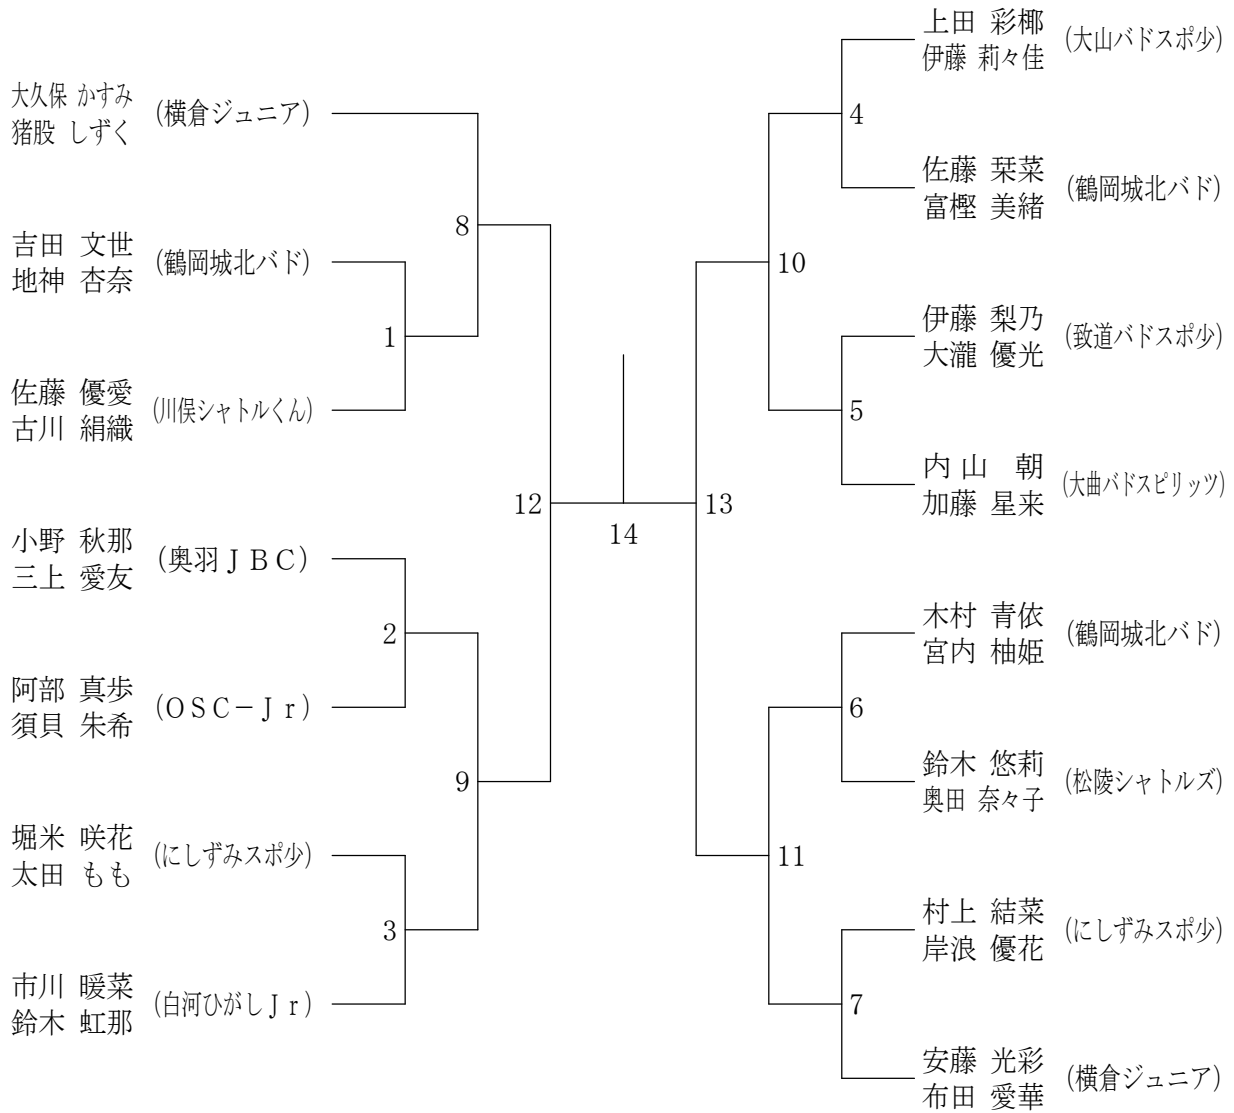 大久保 かすみ
猪股 しずく
(横倉ジュニア)
吉田 文世
地神 杏奈
(鶴岡城北バド)
佐藤 優愛
古川 絹織
(川俣シャトルくん)
小野 秋那
三上 愛友
(奥羽ＪＢＣ)
阿部 真歩
須貝 朱希
(ＯＳＣ－Ｊｒ)
堀米 咲花
太田 もも
(にしずみスポ少)
市川 暖菜
鈴木 虹那
(白河ひがしＪｒ)
1
2
3
8
9
12
14
13
10
11
4
5
6
7
上田 彩椰
伊藤 莉々佳
(大山バドスポ少)
佐藤 栞菜
富樫 美緒
(鶴岡城北バド)
伊藤 梨乃
大瀧 優光
(致道バドスポ少)
内山 朝
加藤 星来
(大曲バドスピリッツ)
木村 青依
宮内 柚姫
(鶴岡城北バド)
鈴木 悠莉
奥田 奈々子
(松陵シャトルズ)
村上 結菜
岸浪 優花
(にしずみスポ少)
安藤 光彩
布田 愛華
(横倉ジュニア)